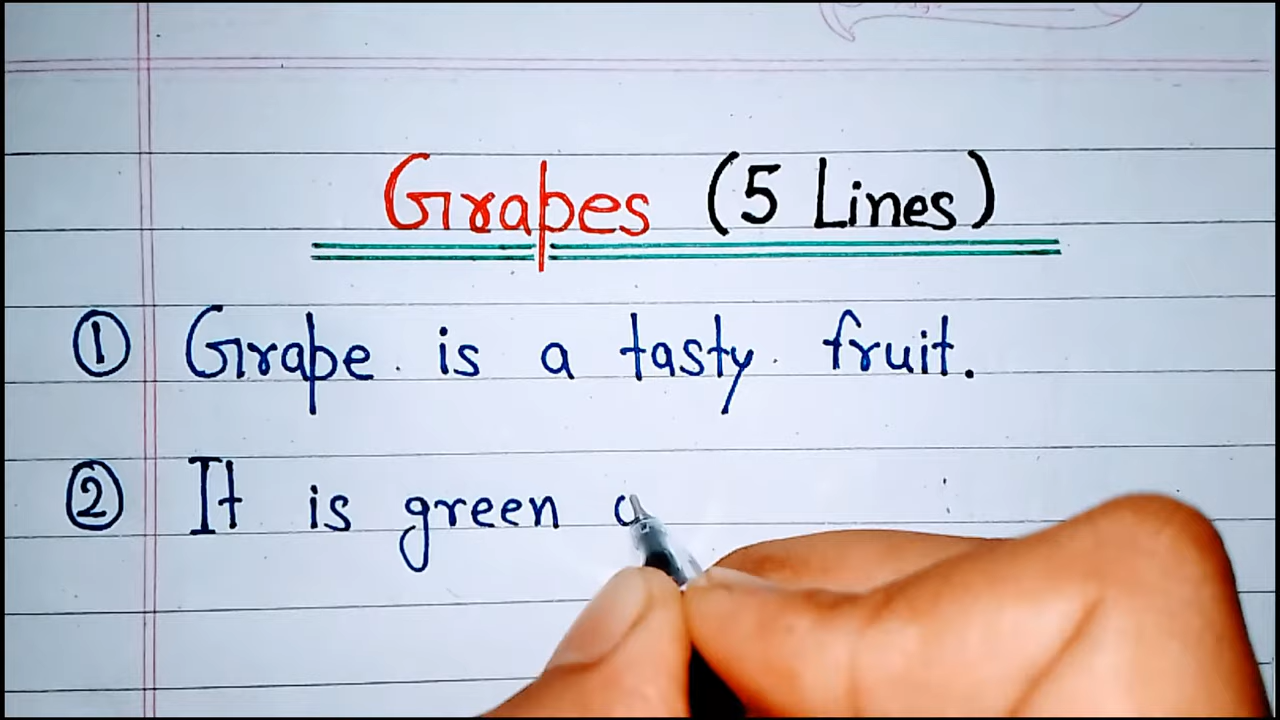 Grapes (5 Lines)
① Grape is a tasty fruit.
② It is green